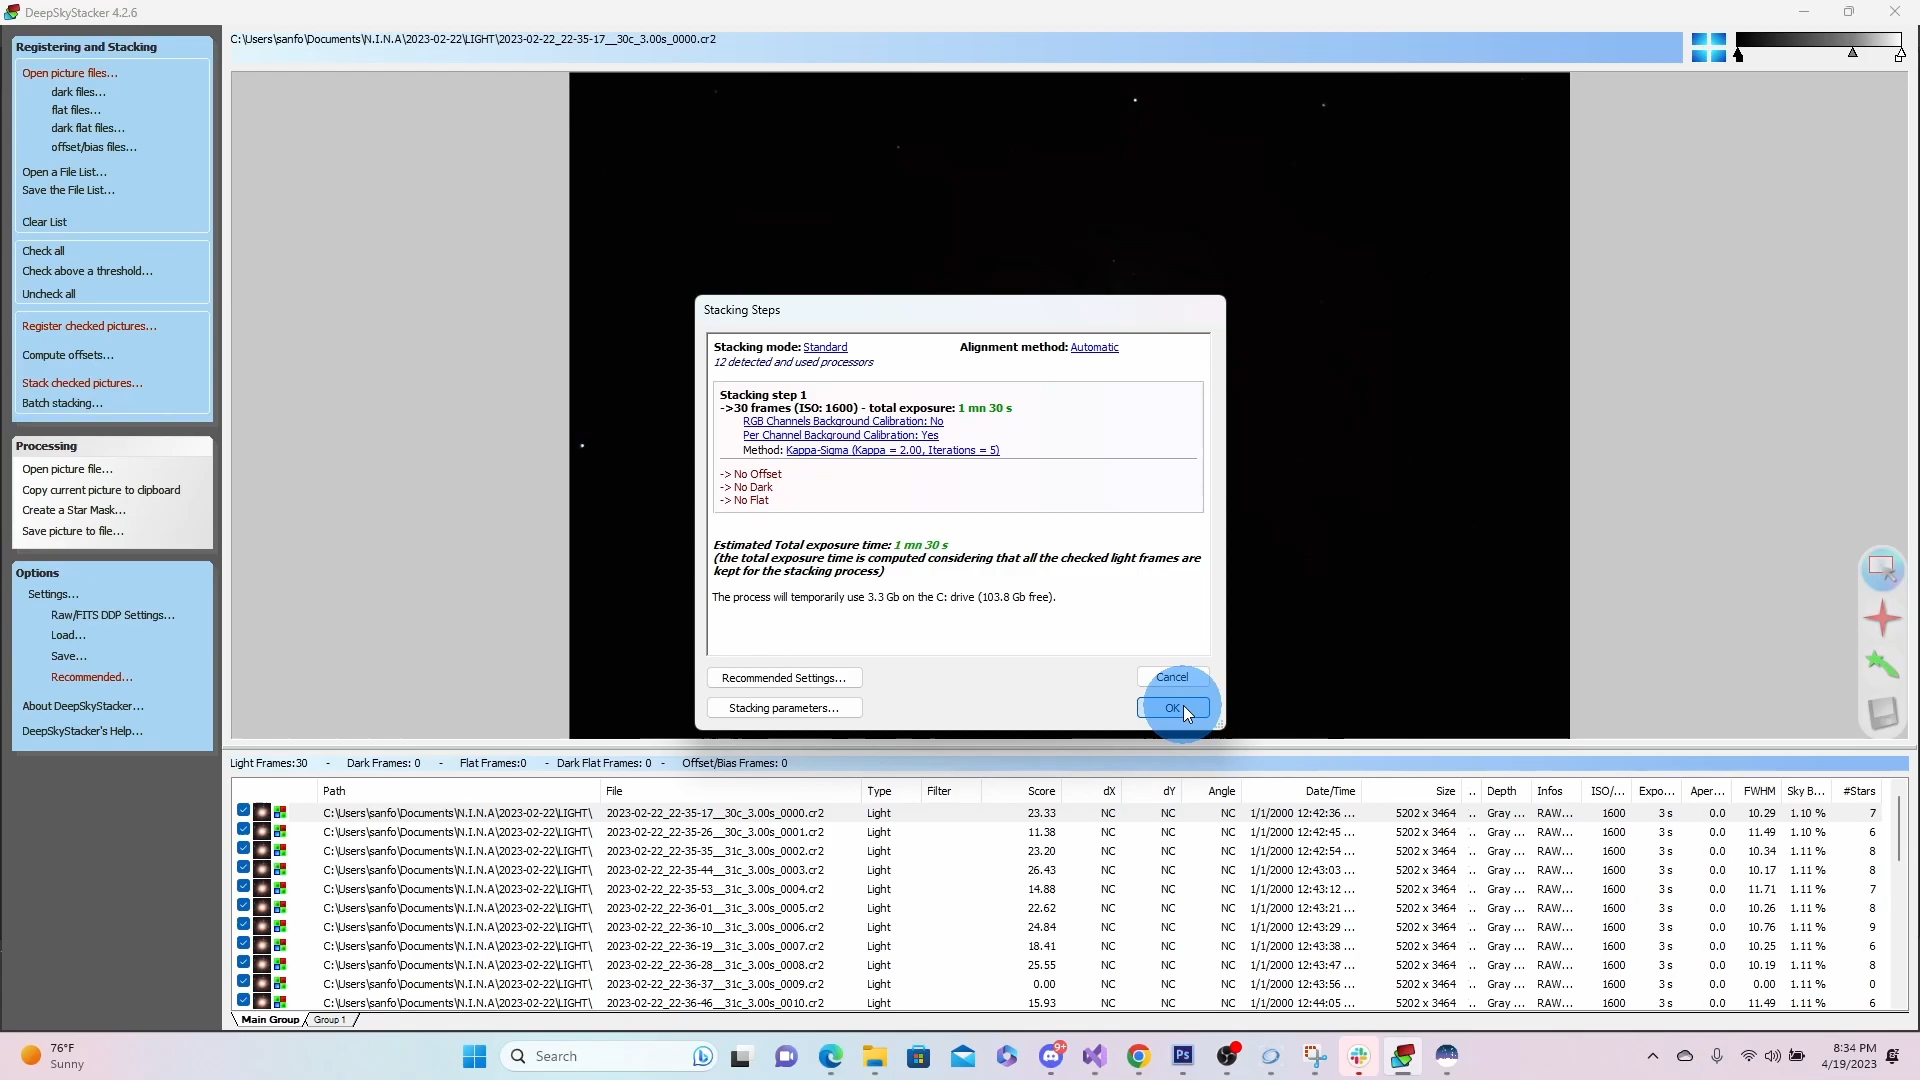 DeepSkyStacker 4.2.6
Registering and Stacking
Open picture files...
dark files...
flat files...
dark flat files...
offset/bias files...
Open a File List...
Save the File List...
Clear List
Check all
Check above a threshold...
Uncheck all
Register checked pictures...
Compute offsets...
Stack checked pictures...
Batch stacking...
Processing
Open picture file...
Copy current picture to clipboard
Create a Star Mask...
Save picture to file...
Options
Settings...
Raw/FITS DDP Settings...
Load...
Save...
Recommended...
About DeepSkyStacker...
DeepSkyStacker's Help...
C:\Users\sanfo\Documents\N.I.N.A\2023-02-22\LIGHT\2023-02-22_22-35-17__30c_3.00s_0000.cr2
Stacking Steps
Stacking mode: Standard Alignment method: Automatic
12 detected and used processors
Stacking step 1
->30 frames (ISO: 1600) - total exposure: 1 mn 30 s
RGB Channels Background Calibration: No
Per Channel Background Calibration: Yes
Method: Kappa-Sigma (Kappa = 2.00, Iterations = 5)
-> No Offset
-> No Dark
-> No Flat
Estimated Total exposure time: 1 mn 30 s
(the total exposure time is computed considering that all the checked light frames are
kept for the stacking process)
The process will temporarily use 3.3 Gb on the C: drive (103.8 Gb free).
Recommended Settings... Cancel
Stacking parameters... OK
Light Frames:30 - Dark Frames: 0 - Flat Frames:0 - Dark Flat Frames: 0 - Offset/Bias Frames: 0
Path File Type Filter Score dX dY Angle Date/Time Size .. Depth Infos ISO/... Expo... Aper... FWHM Sky B... #Stars
C:\Users\sanfo\Documents\N.I.N.A\2023-02-22\LIGHT\ 2023-02-22_22-35-17__30c_3.00s_0000.cr2 Light 23.33 NC NC NC 1/1/2000 12:42:36 ... 5202 x 3464 .. Gray ... RAW... 1600 3 s 0.0 10.29 1.10 % 7
C:\Users\sanfo\Documents\N.I.N.A\2023-02-22\LIGHT\ 2023-02-22_22-35-26__30c_3.00s_0001.cr2 Light 11.38 NC NC NC 1/1/2000 12:42:45 ... 5202 x 3464 .. Gray ... RAW... 1600 3 s 0.0 11.49 1.10 % 6
C:\Users\sanfo\Documents\N.I.N.A\2023-02-22\LIGHT\ 2023-02-22_22-35-35__31c_3.00s_0002.cr2 Light 23.20 NC NC NC 1/1/2000 12:42:54 ... 5202 x 3464 .. Gray ... RAW... 1600 3 s 0.0 10.34 1.11 % 8
C:\Users\sanfo\Documents\N.I.N.A\2023-02-22\LIGHT\ 2023-02-22_22-35-44__31c_3.00s_0003.cr2 Light 26.43 NC NC NC 1/1/2000 12:43:03 ... 5202 x 3464 .. Gray ... RAW... 1600 3 s 0.0 10.17 1.11 % 8
C:\Users\sanfo\Documents\N.I.N.A\2023-02-22\LIGHT\ 2023-02-22_22-35-53__31c_3.00s_0004.cr2 Light 14.88 NC NC NC 1/1/2000 12:43:12 ... 5202 x 3464 .. Gray ... RAW... 1600 3 s 0.0 11.71 1.11 % 7
C:\Users\sanfo\Documents\N.I.N.A\2023-02-22\LIGHT\ 2023-02-22_22-36-01__31c_3.00s_0005.cr2 Light 22.62 NC NC NC 1/1/2000 12:43:21 ... 5202 x 3464 .. Gray ... RAW... 1600 3 s 0.0 10.26 1.11 % 8
C:\Users\sanfo\Documents\N.I.N.A\2023-02-22\LIGHT\ 2023-02-22_22-36-10__31c_3.00s_0006.cr2 Light 24.84 NC NC NC 1/1/2000 12:43:29 ... 5202 x 3464 .. Gray ... RAW... 1600 3 s 0.0 10.76 1.11 % 9
C:\Users\sanfo\Documents\N.I.N.A\2023-02-22\LIGHT\ 2023-02-22_22-36-19__31c_3.00s_0007.cr2 Light 18.41 NC NC NC 1/1/2000 12:43:38 ... 5202 x 3464 .. Gray ... RAW... 1600 3 s 0.0 10.25 1.11 % 6
C:\Users\sanfo\Documents\N.I.N.A\2023-02-22\LIGHT\ 2023-02-22_22-36-28__31c_3.00s_0008.cr2 Light 25.55 NC NC NC 1/1/2000 12:43:47 ... 5202 x 3464 .. Gray ... RAW... 1600 3 s 0.0 10.19 1.11 % 8
C:\Users\sanfo\Documents\N.I.N.A\2023-02-22\LIGHT\ 2023-02-22_22-36-37__31c_3.00s_0009.cr2 Light 0.00 NC NC NC 1/1/2000 12:43:56 ... 5202 x 3464 .. Gray ... RAW... 1600 3 s 0.0 0.00 1.11 % 0
C:\Users\sanfo\Documents\N.I.N.A\2023-02-22\LIGHT\ 2023-02-22_22-36-46__31c_3.00s_0010.cr2 Light 15.93 NC NC NC 1/1/2000 12:44:05 ... 5202 x 3464 .. Gray ... RAW... 1600 3 s 0.0 11.49 1.11 % 6
Main Group Group 1
76°F
Sunny
Search
9+
Ps
8:34 PM
4/19/2023